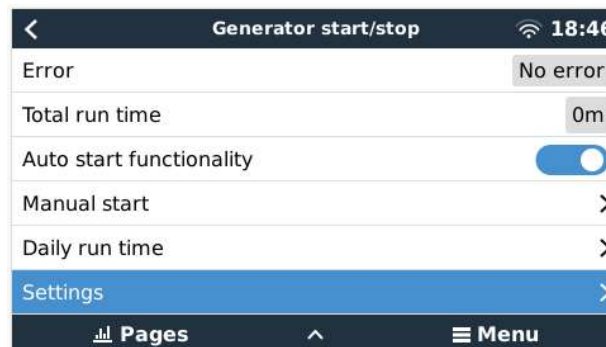 Generator start/stop 18:46
Error No error
Total run time 0m
Auto start functionality
Manual start
Daily run time
Settings
Pages Menu